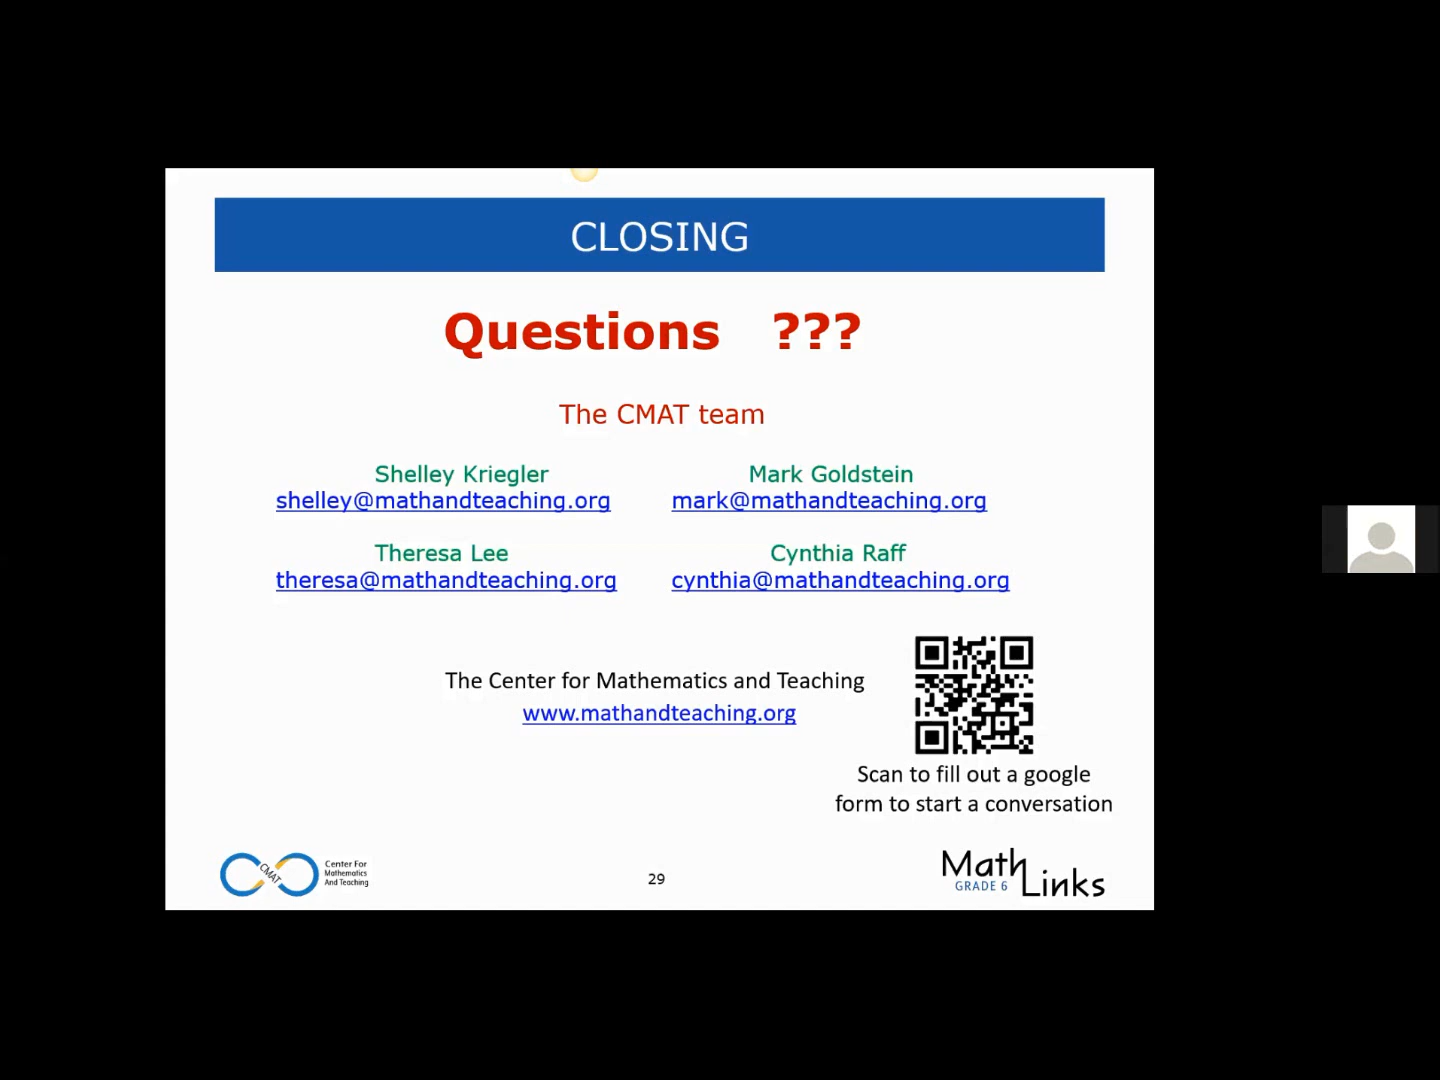 CLOSING
Questions ???
The CMAT team
Shelley Kriegler
shelley@mathandteaching.org
Mark Goldstein
mark@mathandteaching.org
Theresa Lee
theresa@mathandteaching.org
Cynthia Raff
cynthia@mathandteaching.org
The Center for Mathematics and Teaching
www.mathandteaching.org
Scan to fill out a google
form to start a conversation
CMAT
Center For
Mathematics
And Teaching
29
Math
GRADE 6
Links